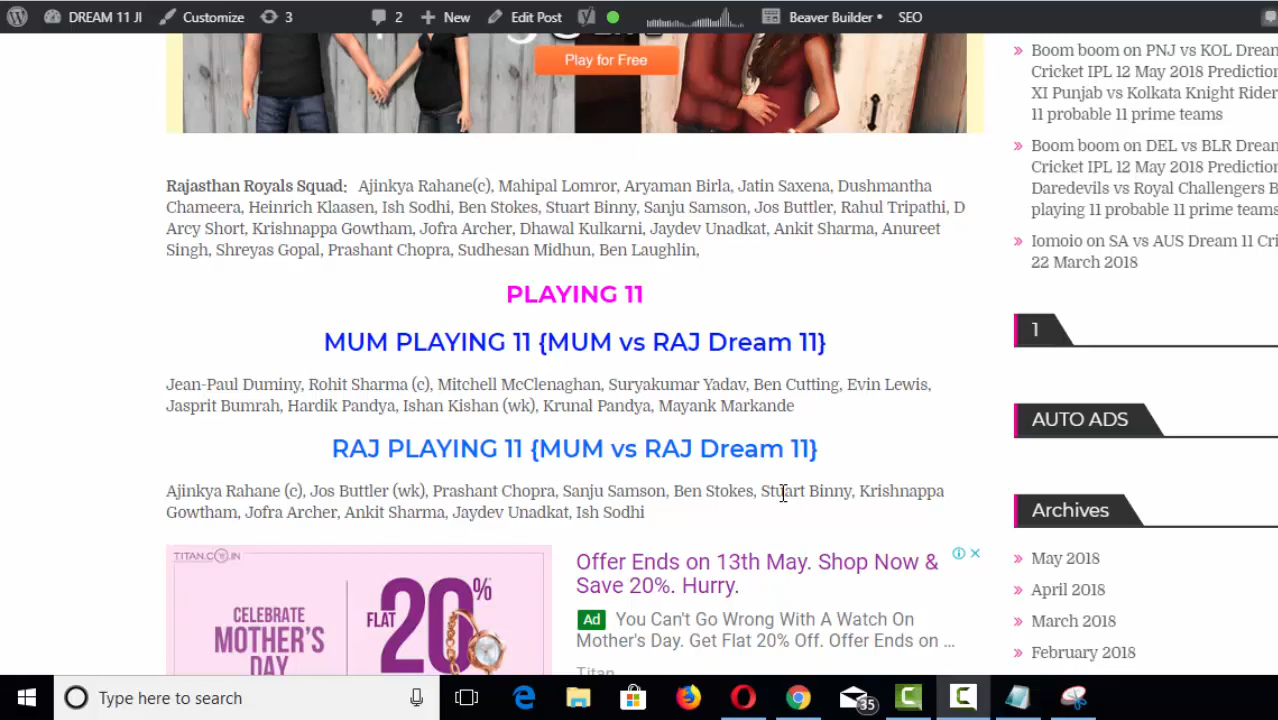 DREAM 11 JI Customize 3 2 New Edit Post Beaver Builder SEO
Play for Free
Rajasthan Royals Squad: Ajinkya Rahane(c), Mahipal Lomror, Aryaman Birla, Jatin Saxena, Dushmantha
Chameera, Heinrich Klaasen, Ish Sodhi, Ben Stokes, Stuart Binny, Sanju Samson, Jos Buttler, Rahul Tripathi, D
Arcy Short, Krishnappa Gowtham, Jofra Archer, Dhawal Kulkarni, Jaydev Unadkat, Ankit Sharma, Anureet
Singh, Shreyas Gopal, Prashant Chopra, Sudhesan Midhun, Ben Laughlin,
PLAYING 11
MUM PLAYING 11 {MUM vs RAJ Dream 11}
Jean-Paul Duminy, Rohit Sharma (c), Mitchell McClenaghan, Suryakumar Yadav, Ben Cutting, Evin Lewis,
Jasprit Bumrah, Hardik Pandya, Ishan Kishan (wk), Krunal Pandya, Mayank Markande
RAJ PLAYING 11 {MUM vs RAJ Dream 11}
Ajinkya Rahane (c), Jos Buttler (wk), Prashant Chopra, Sanju Samson, Ben Stokes, Stuart Binny, Krishnappa
Gowtham, Jofra Archer, Ankit Sharma, Jaydev Unadkat, Ish Sodhi
TITAN.CO.IN
CELEBRATE
MOTHER'S
DAY
FLAT 20%
Offer Ends on 13th May. Shop Now &
Save 20%. Hurry.
Ad You Can't Go Wrong With A Watch On
Mother's Day. Get Flat 20% Off. Offer Ends on ...
Titan
Boom boom on PNJ vs KOL Dream
Cricket IPL 12 May 2018 Prediction
XI Punjab vs Kolkata Knight Rider
11 probable 11 prime teams
Boom boom on DEL vs BLR Dream
Cricket IPL 12 May 2018 Prediction
Daredevils vs Royal Challengers B
playing 11 probable 11 prime teams
Iomoio on SA vs AUS Dream 11 Cri
22 March 2018
1
AUTO ADS
Archives
May 2018
April 2018
March 2018
February 2018
Type here to search
35